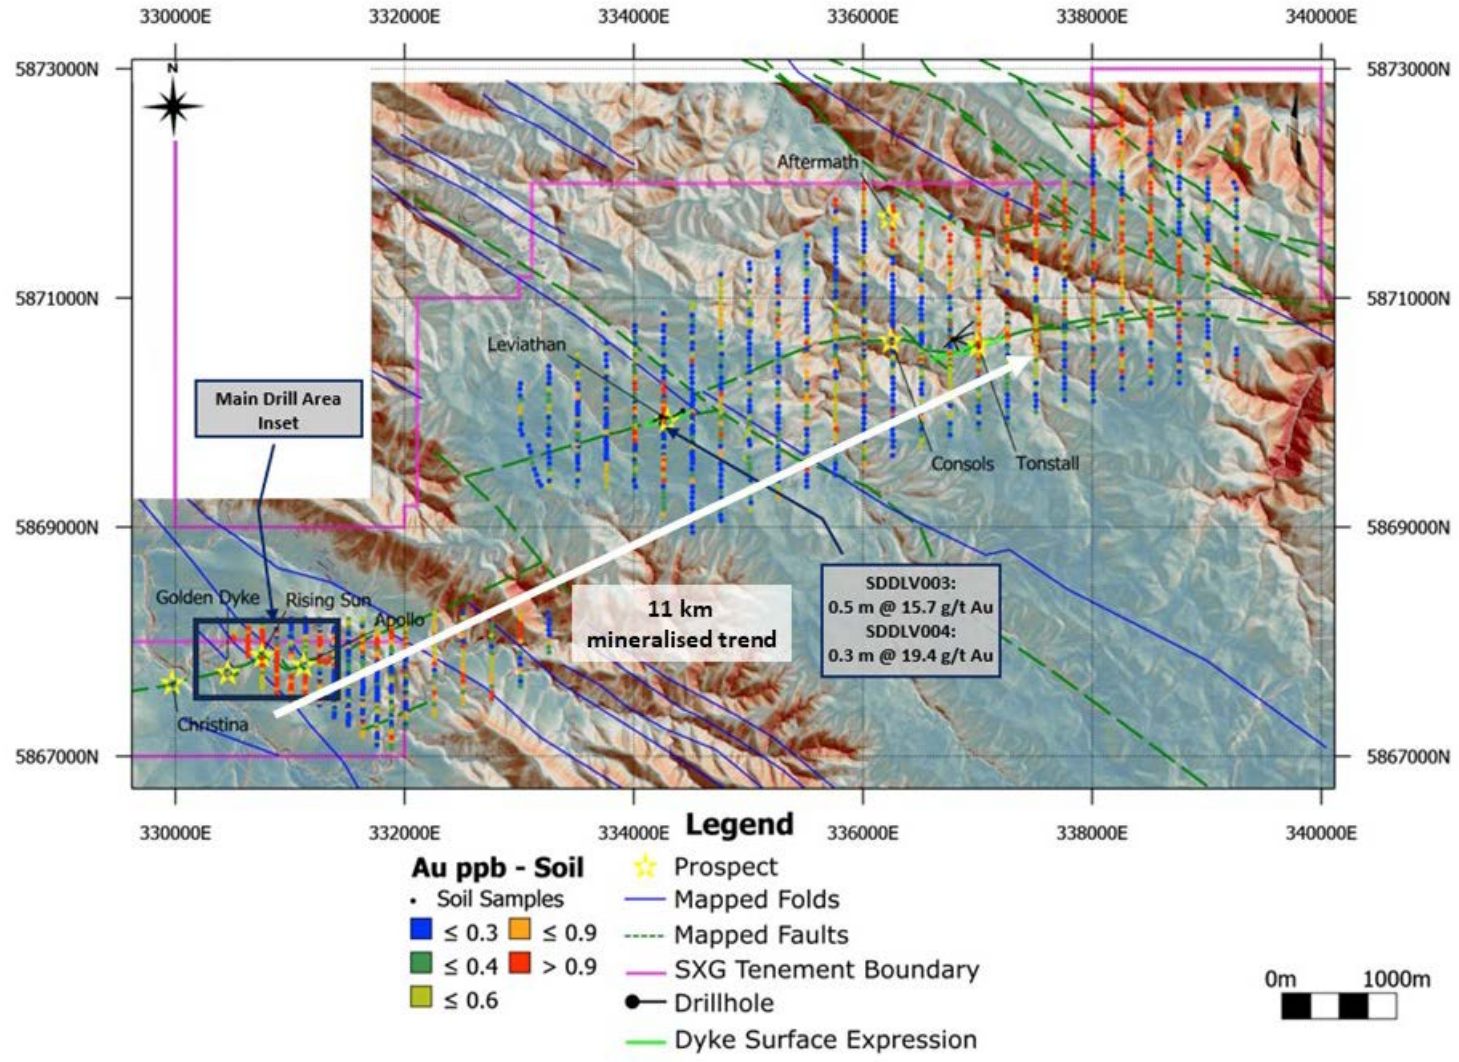 330000E 332000E 334000E 336000E 338000E 340000E
5873000N
N
5873000N
Aftermath
5871000N
5871000N
Leviathan
Main Drill Area
Inset
Consols Tonstall
5869000N
5869000N
SDDLV003:
0.5 m @ 15.7 g/t Au
SDDLV004:
0.3 m @ 19.4 g/t Au
Golden Dyke Rising Sun
Apollo
11 km
mineralised trend
Christina
5867000N
5867000N
330000E 332000E 334000E 336000E 338000E 340000E
Legend
Au ppb - Soil
Soil Samples
≤ 0.3 ≤ 0.9
≤ 0.4 > 0.9
≤ 0.6
Prospect
Mapped Folds
Mapped Faults
SXG Tenement Boundary
Drillhole
Dyke Surface Expression
0m 1000m